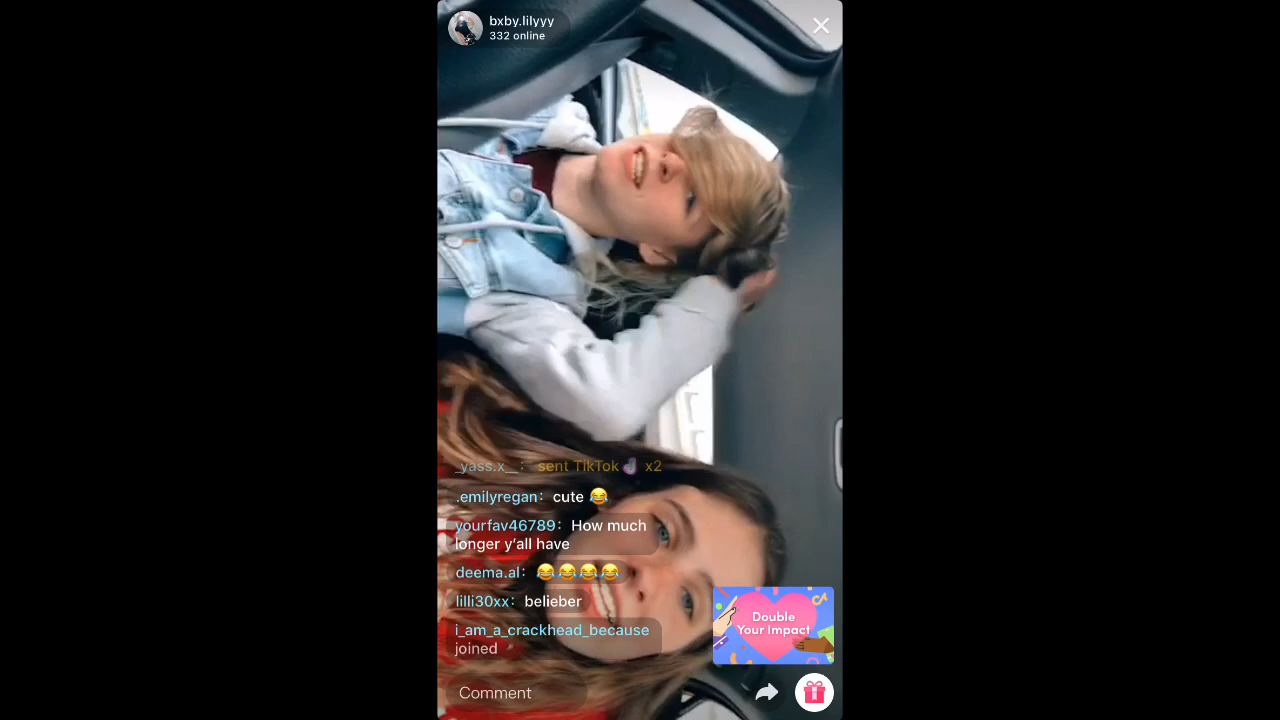 bxby.lilyyy
332 online
_yass.x__: sent TikTok x2
.emilyregan: cute 😂
yourfav46789: How much
longer y'all have
deema.al: 😂😂😂😂
lilli30xx: belieber
i_am_a_crackhead_because
joined
Double
Your Impact
Comment